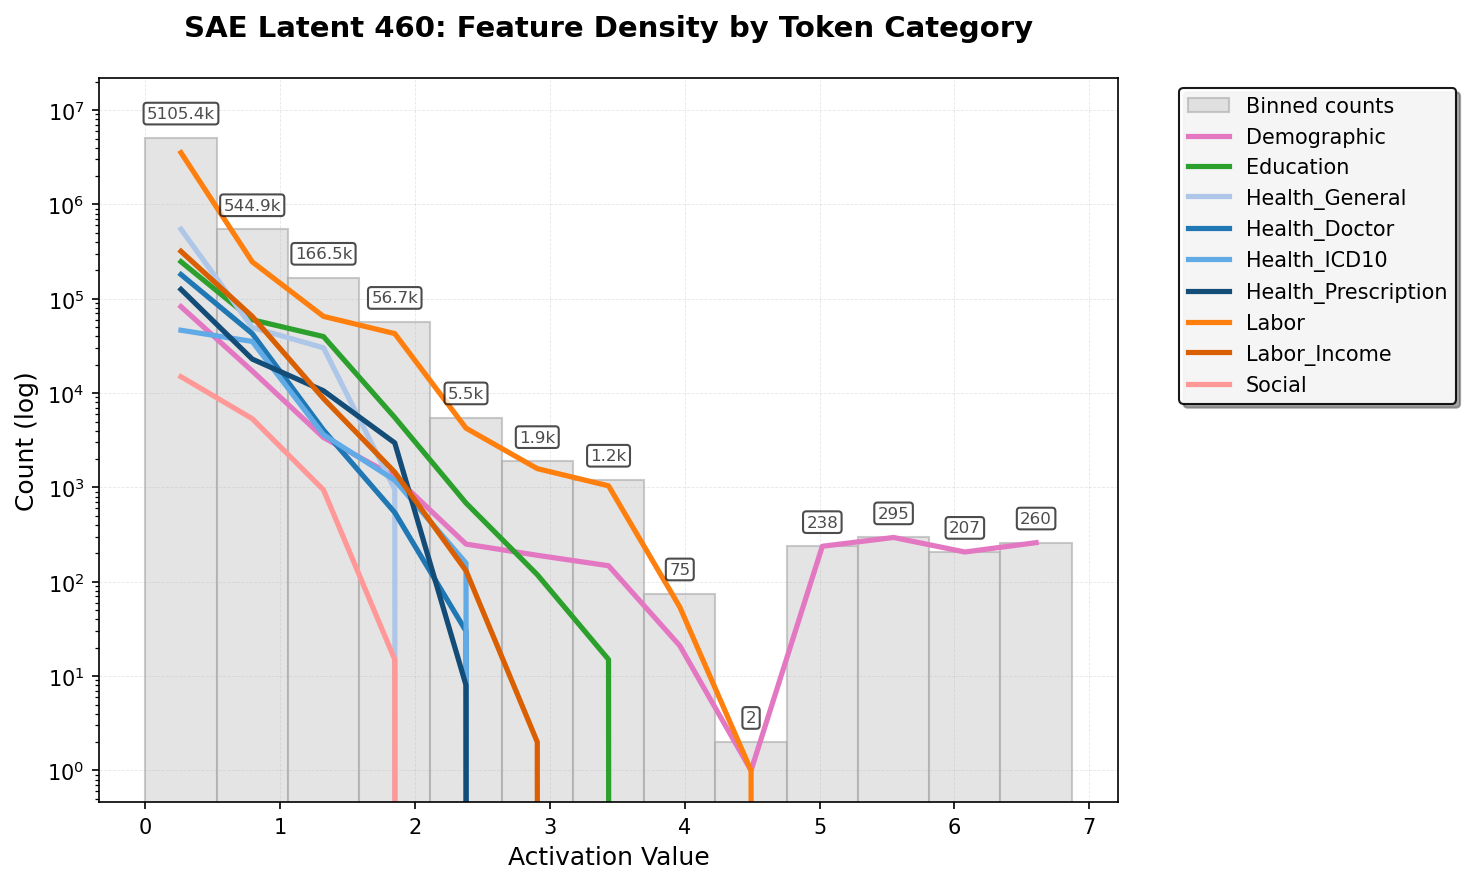 SAE Latent 460: Feature Density by Token Category
Count (log)
10⁷
10⁶
10⁵
10⁴
10³
10²
10¹
10⁰
5105.4k
544.9k
166.5k
56.7k
5.5k
1.9k
1.2k
75
2
238
295
207
260
0 1 2 3 4 5 6 7
Activation Value
Binned counts
Demographic
Education
Health_General
Health_Doctor
Health_ICD10
Health_Prescription
Labor
Labor_Income
Social